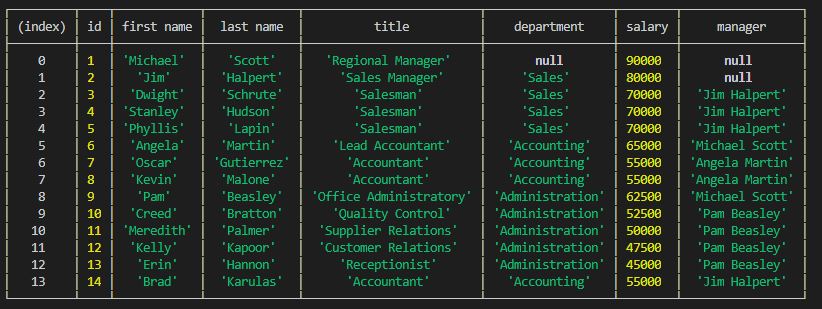 (index) id first name last name title department salary manager
0 1 'Michael' 'Scott' 'Regional Manager' null 90000 null
1 2 'Jim' 'Halpert' 'Sales Manager' 'Sales' 80000 null
2 3 'Dwight' 'Schrute' 'Salesman' 'Sales' 70000 'Jim Halpert'
3 4 'Stanley' 'Hudson' 'Salesman' 'Sales' 70000 'Jim Halpert'
4 5 'Phyllis' 'Lapin' 'Salesman' 'Sales' 70000 'Jim Halpert'
5 6 'Angela' 'Martin' 'Lead Accountant' 'Accounting' 65000 'Michael Scott'
6 7 'Oscar' 'Gutierrez' 'Accountant' 'Accounting' 55000 'Angela Martin'
7 8 'Kevin' 'Malone' 'Accountant' 'Accounting' 55000 'Angela Martin'
8 9 'Pam' 'Beasley' 'Office Administratory' 'Administration' 62500 'Michael Scott'
9 10 'Creed' 'Bratton' 'Quality Control' 'Administration' 52500 'Pam Beasley'
10 11 'Meredith' 'Palmer' 'Supplier Relations' 'Administration' 50000 'Pam Beasley'
11 12 'Kelly' 'Kapoor' 'Customer Relations' 'Administration' 47500 'Pam Beasley'
12 13 'Erin' 'Hannon' 'Receptionist' 'Administration' 45000 'Pam Beasley'
13 14 'Brad' 'Karulas' 'Accountant' 'Accounting' 55000 'Jim Halpert'